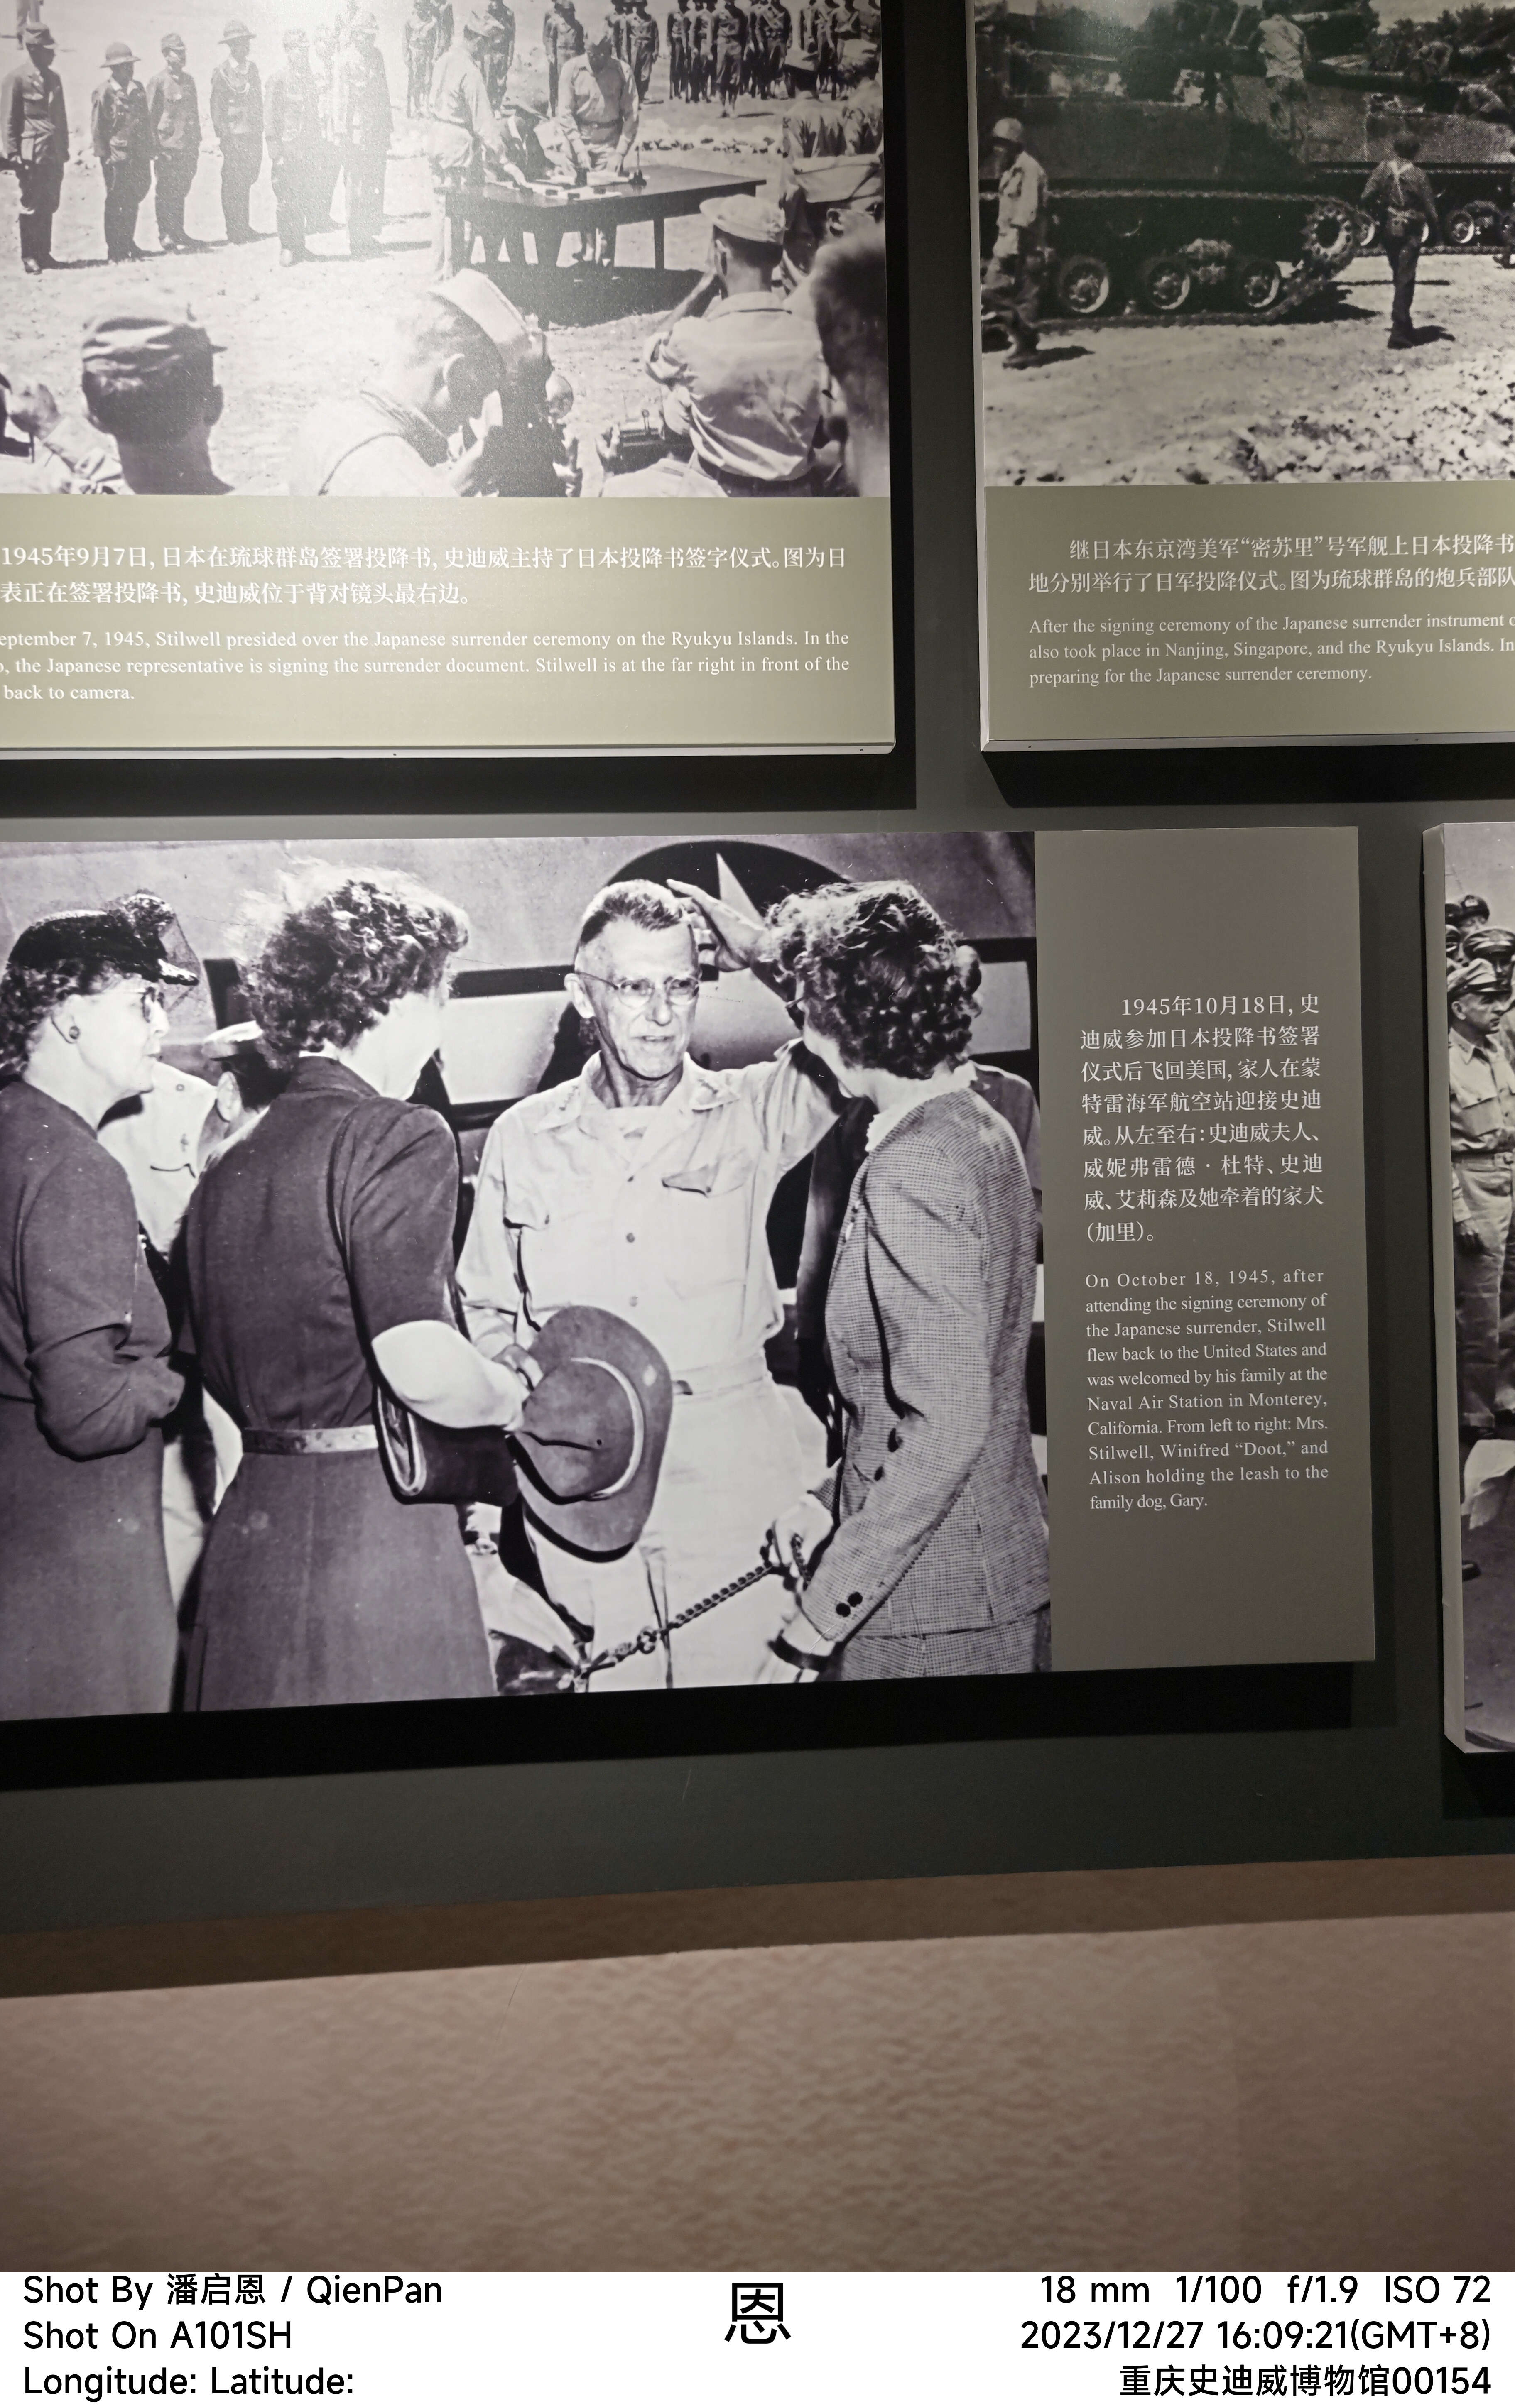 1945年9月7日，日本在琉球群岛签署投降书，史迪威主持了日本投降书签字仪式。图为日
表正在签署投降书，史迪威位于背对镜头最右边。
eptember 7, 1945, Stilwell presided over the Japanese surrender ceremony on the Ryukyu Islands. In the
, the Japanese representative is signing the surrender document. Stilwell is at the far right in front of the
back to camera.
继日本东京湾美军“密苏里”号军舰上日本投降书
地分别举行了日军投降仪式。图为琉球群岛的炮兵部队
After the signing ceremony of the Japanese surrender instrument
also took place in Nanjing, Singapore, and the Ryukyu Islands. In
preparing for the Japanese surrender ceremony.
1945年10月18日，史
迪威参加日本投降书签署
仪式后飞回美国，家人在蒙
特雷海军航空站迎接史迪
威。从左至右：史迪威夫人、
威妮弗雷德·杜特、史迪
威、艾莉森及她牵着的家犬
（加里）。
On October 18, 1945, after
attending the signing ceremony of
the Japanese surrender, Stilwell
flew back to the United States and
was welcomed by his family at the
Naval Air Station in Monterey,
California. From left to right: Mrs.
Stilwell, Winifred “Doot,” and
Alison holding the leash to the
family dog, Gary.
Shot By 潘启恩 / QienPan
Shot On A101SH
Longitude: Latitude:
恩
18 mm 1/100 f/1.9 ISO 72
2023/12/27 16:09:21(GMT+8)
重庆史迪威博物馆00154